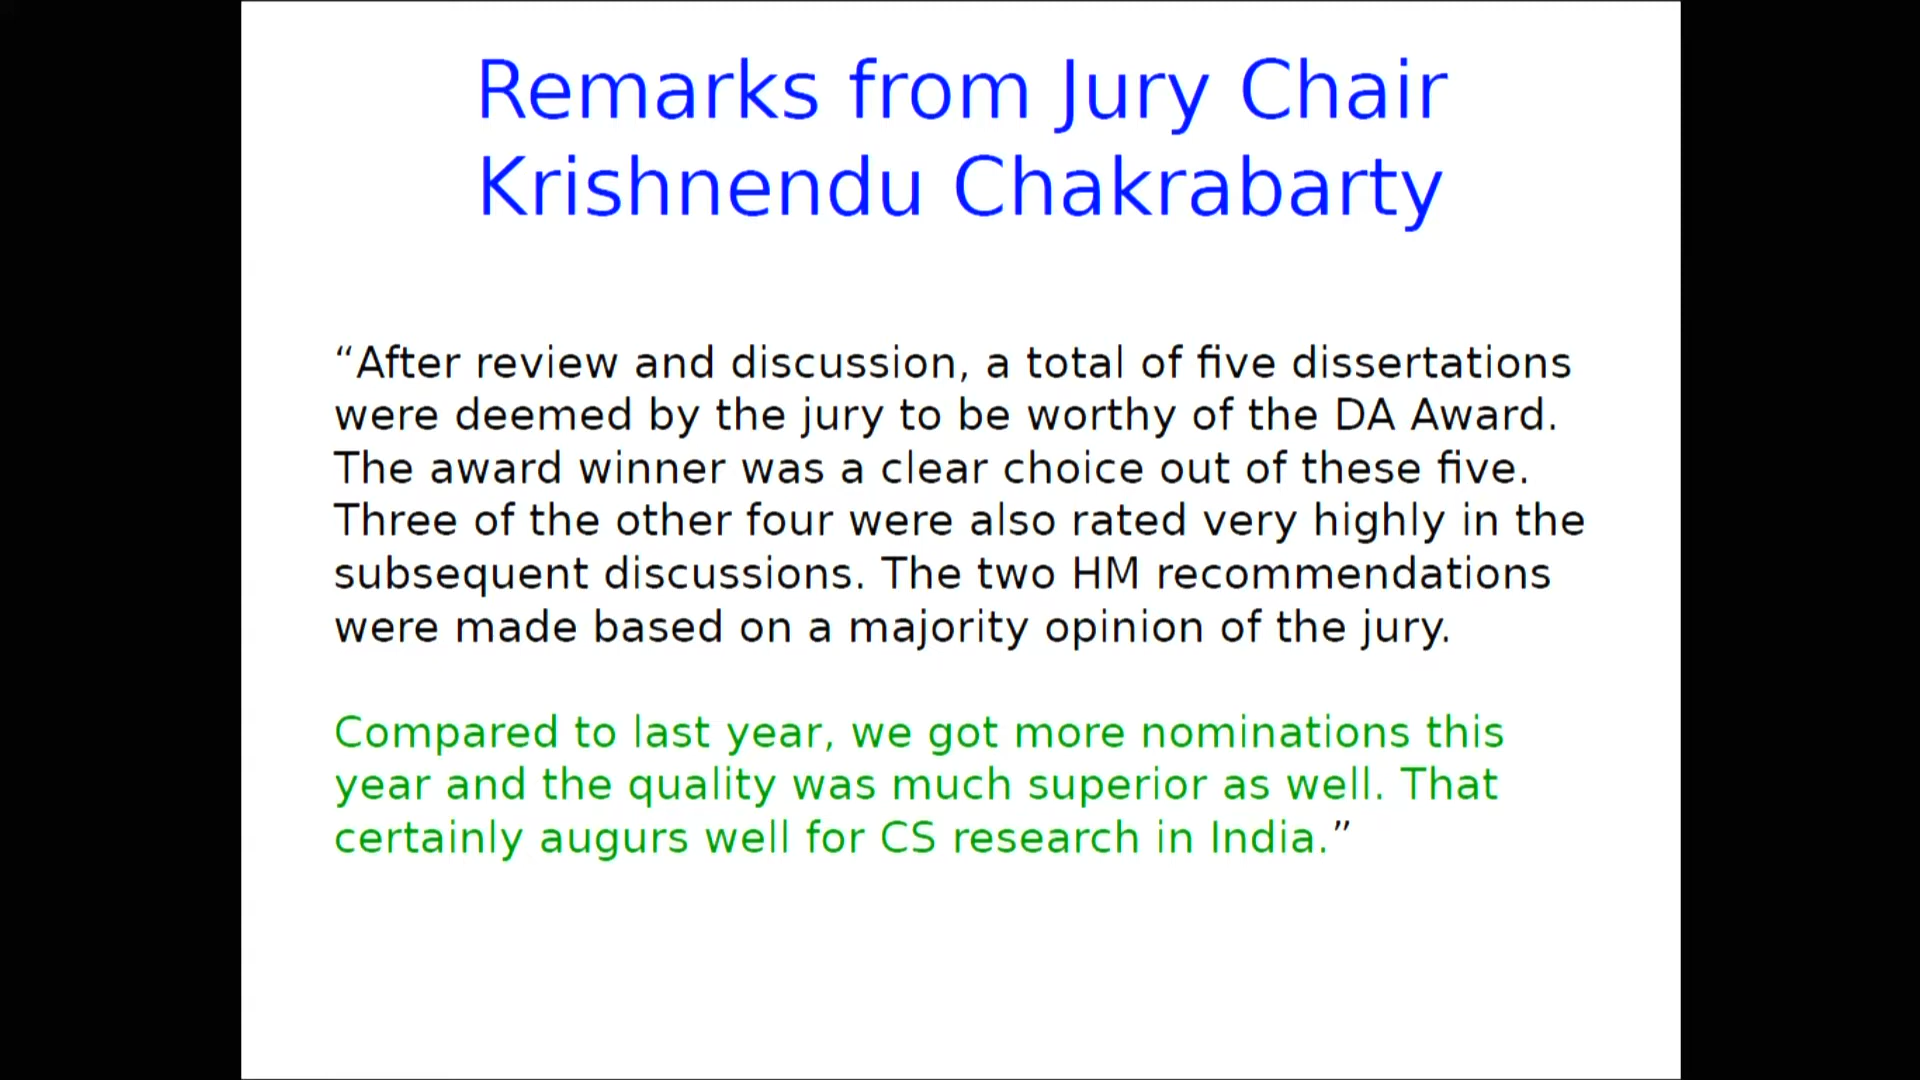 Remarks from Jury Chair
Krishnendu Chakrabarty
“After review and discussion, a total of five dissertations
were deemed by the jury to be worthy of the DA Award.
The award winner was a clear choice out of these five.
Three of the other four were also rated very highly in the
subsequent discussions. The two HM recommendations
were made based on a majority opinion of the jury.
Compared to last year, we got more nominations this
year and the quality was much superior as well. That
certainly augurs well for CS research in India.”